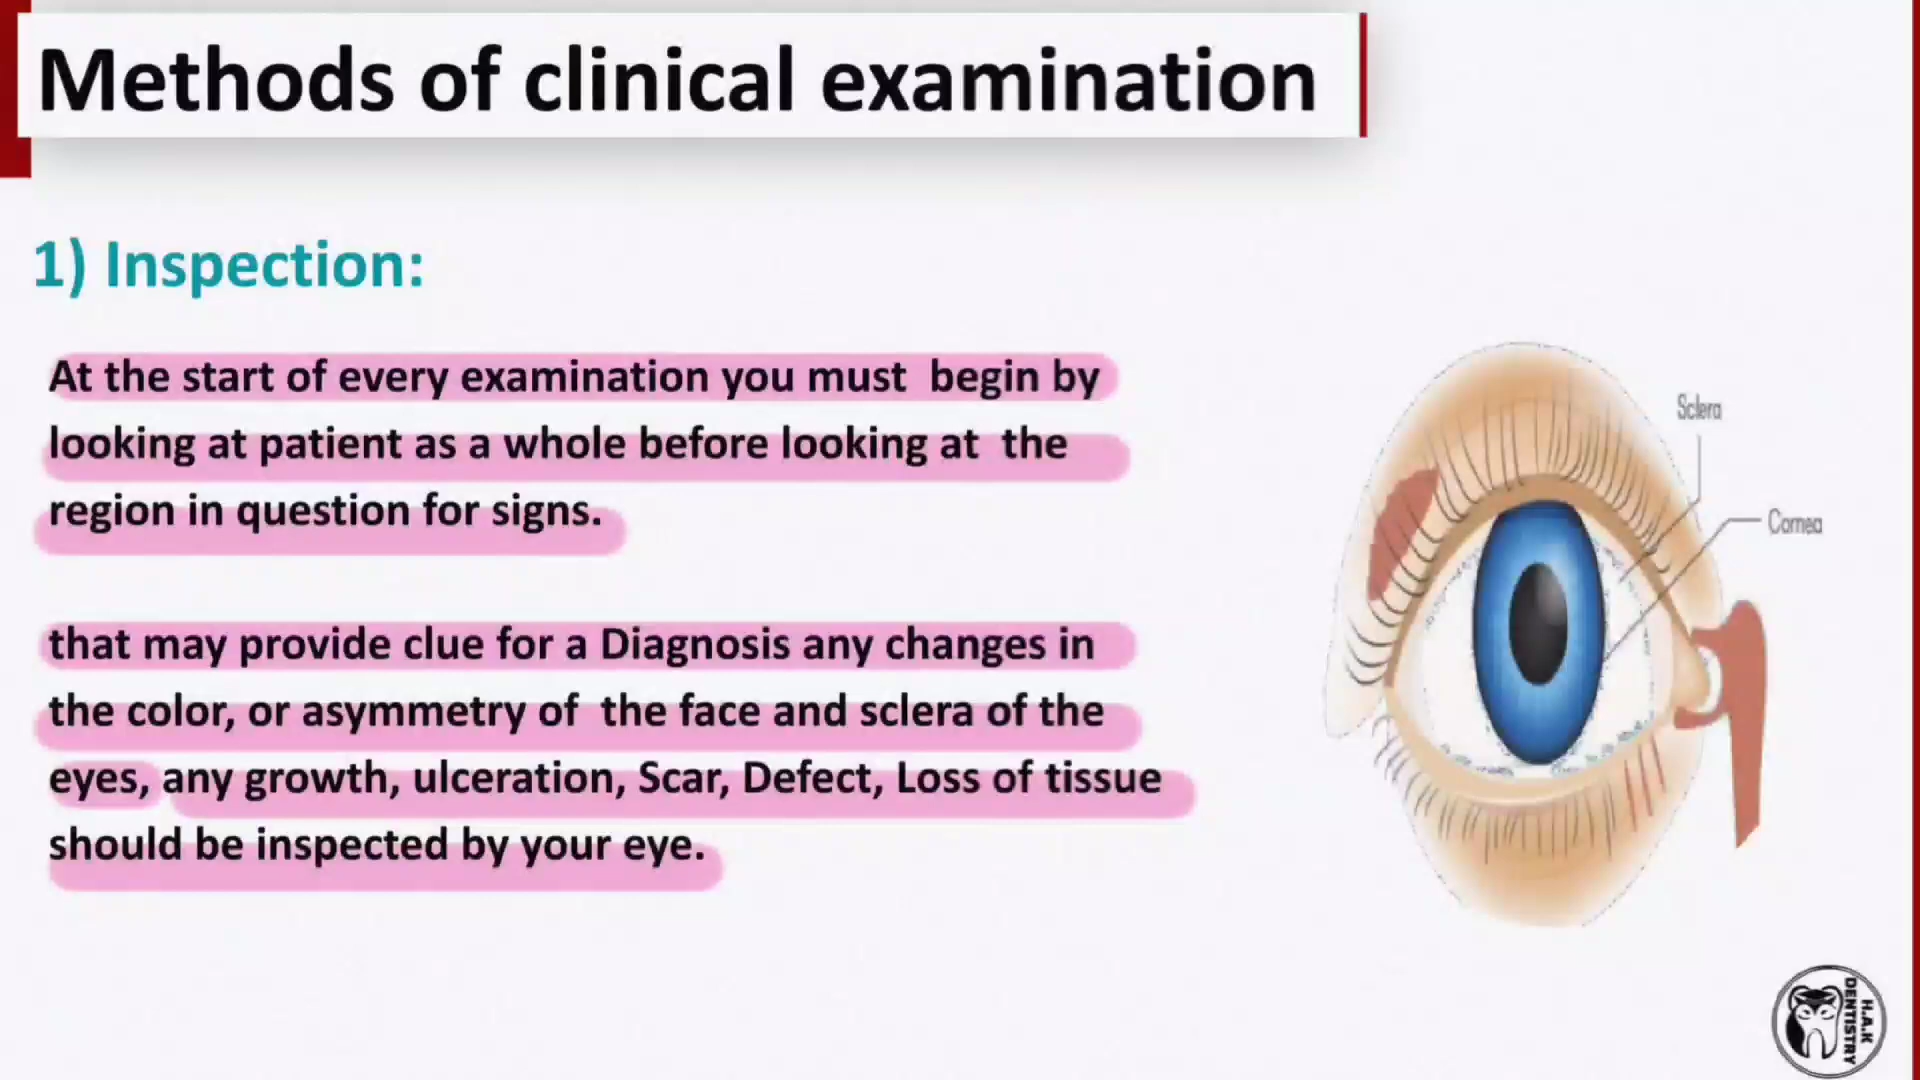 Methods of clinical examination
1) Inspection:
At the start of every examination you must begin by
looking at patient as a whole before looking at the
region in question for signs.
that may provide clue for a Diagnosis any changes in
the color, or asymmetry of the face and sclera of the
eyes, any growth, ulceration, Scar, Defect, Loss of tissue
should be inspected by your eye.
Sclera
Cornea
H.A.K
DENTISTRY